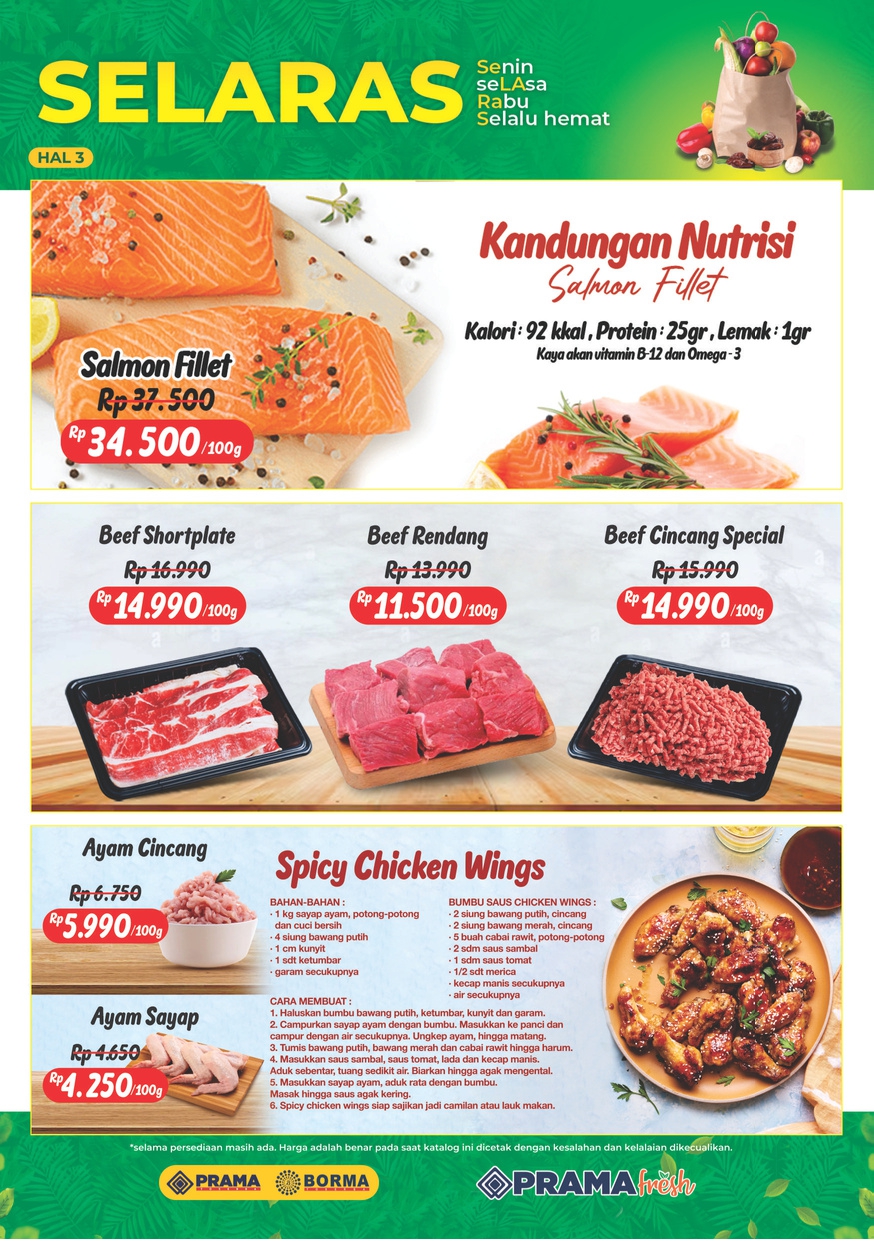 SELARAS
Senin
seLAsa
Rabu
Selalu hemat
HAL 3
Kandungan Nutrisi
Salmon Fillet
Kalori : 92 kkal , Protein : 25gr , Lemak : 1gr
Kaya akan vitamin B-12 dan Omega - 3
Salmon Fillet
Rp 37.500
Rp 34.500/100g
Beef Shortplate
Rp 16.990
Rp 14.990/100g
Beef Rendang
Rp 13.990
Rp 11.500/100g
Beef Cincang Special
Rp 15.990
Rp 14.990/100g
Ayam Cincang
Rp 6.750
Rp 5.990/100g
Ayam Sayap
Rp 4.650
Rp 4.250/100g
Spicy Chicken Wings
BAHAN-BAHAN :
· 1 kg sayap ayam, potong-potong
dan cuci bersih
· 4 siung bawang putih
· 1 cm kunyit
· 1 sdt ketumbar
· garam secukupnya
BUMBU SAUS CHICKEN WINGS :
· 2 siung bawang putih, cincang
· 2 siung bawang merah, cincang
· 5 buah cabai rawit, potong-potong
· 2 sdm saus sambal
· 1 sdm saus tomat
· 1/2 sdt merica
· kecap manis secukupnya
· air secukupnya
CARA MEMBUAT :
1. Haluskan bumbu bawang putih, ketumbar, kunyit dan garam.
2. Campurkan sayap ayam dengan bumbu. Masukkan ke panci dan
campur dengan air secukupnya. Ungkep ayam, hingga matang.
3. Tumis bawang putih, bawang merah dan cabai rawit hingga harum.
4. Masukkan saus sambal, saus tomat, lada dan kecap manis.
Aduk sebentar, tuang sedikit air. Biarkan hingga agak mengental.
5. Masukkan sayap ayam, aduk rata dengan bumbu.
Masak hingga saus agak kering.
6. Spicy chicken wings siap sajikan jadi camilan atau lauk makan.
*selama persediaan masih ada. Harga adalah benar pada saat katalog ini dicetak dengan kesalahan dan kelalaian dikecualikan.
PRAMA
BORMA
PRAMA fresh